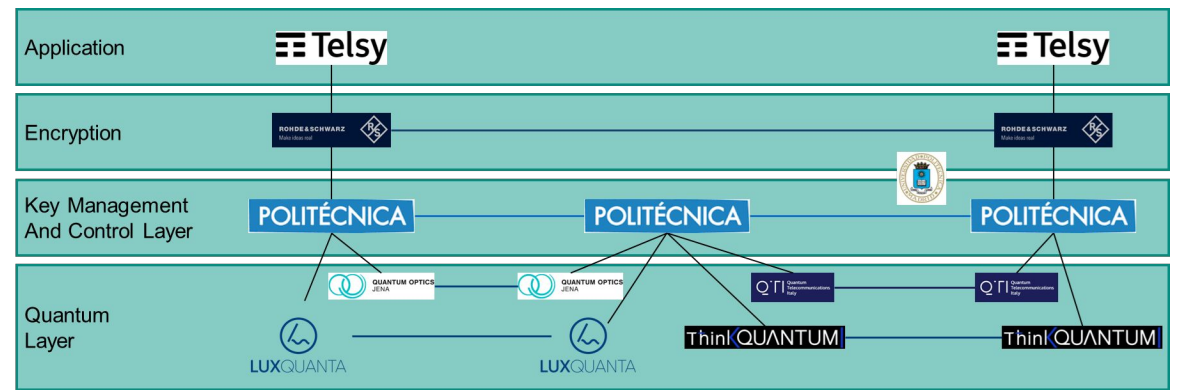 Application
Telsy
Telsy
Encryption
ROHDE&SCHWARZ
Make ideas real
R&S
ROHDE&SCHWARZ
Make ideas real
R&S
Key Management
And Control Layer
POLITÉCNICA
POLITÉCNICA
POLITÉCNICA
Quantum
Layer
QUANTUM OPTICS
JENA
QUANTUM OPTICS
JENA
QTI Quantum
Telecommunications
Italy
QTI Quantum
Telecommunications
Italy
LUXQUANTA
LUXQUANTA
ThinkQUANTUM
ThinkQUANTUM